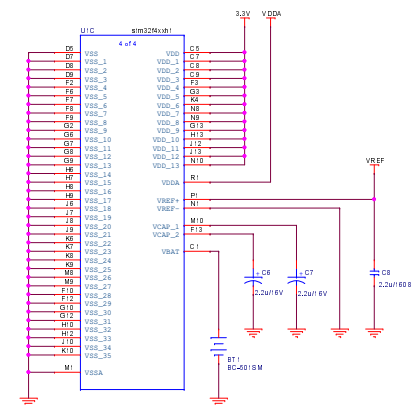 3.3V VDDA
U1C stm32f4xxh1
4 of 4
D5 VSS VDD C5
D7 VSS_1 VDD_1 C7
D8 VSS_2 VDD_2 C8
D9 VSS_3 VDD_3 C9
F2 VSS_4 VDD_4 F3
F6 VSS_5 VDD_5 G3
F7 VSS_6 VDD_6 K4
F8 VSS_7 VDD_7 N8
F9 VSS_8 VDD_8 N9
G2 VSS_9 VDD_9 G13
G6 VSS_10 VDD_10 H13
G7 VSS_11 VDD_11 J12
G8 VSS_12 VDD_12 J13
G9 VSS_13 VDD_13 N10
VREF
H6 VSS_14
H7 VSS_15 VDDA R1
H8 VSS_16
H9 VSS_17 VREF+ P1
J6 VSS_18 VREF- N1
J7 VSS_19
J8 VSS_20 VCAP_1 M10
J9 VSS_21 VCAP_2 F13
K6 VSS_22
K7 VSS_23 VBAT C1
K8 VSS_24
K9 VSS_25
M8 VSS_26 + C6 + C7 C8
M9 VSS_27
F10 VSS_28 2.2u/16V 2.2u/16V 2.2u/1608
F12 VSS_29
G10 VSS_30
G12 VSS_31
H10 VSS_32
H12 VSS_33
J10 VSS_34
K10 VSS_35
BT1
M1 VSSA BC-501SM